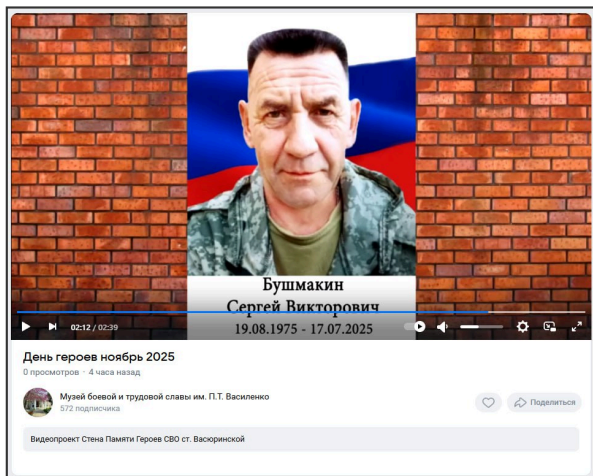 Бушмакин
Сергей Викторович
19.08.1975 - 17.07.2025
02:12 / 02:39
День героев ноябрь 2025
0 просмотров · 4 часа назад
Музей боевой и трудовой славы им. П.Т. Василенко
572 подписчика
Поделиться
Видеопроект Стена Памяти Героев СВО ст. Васюринской